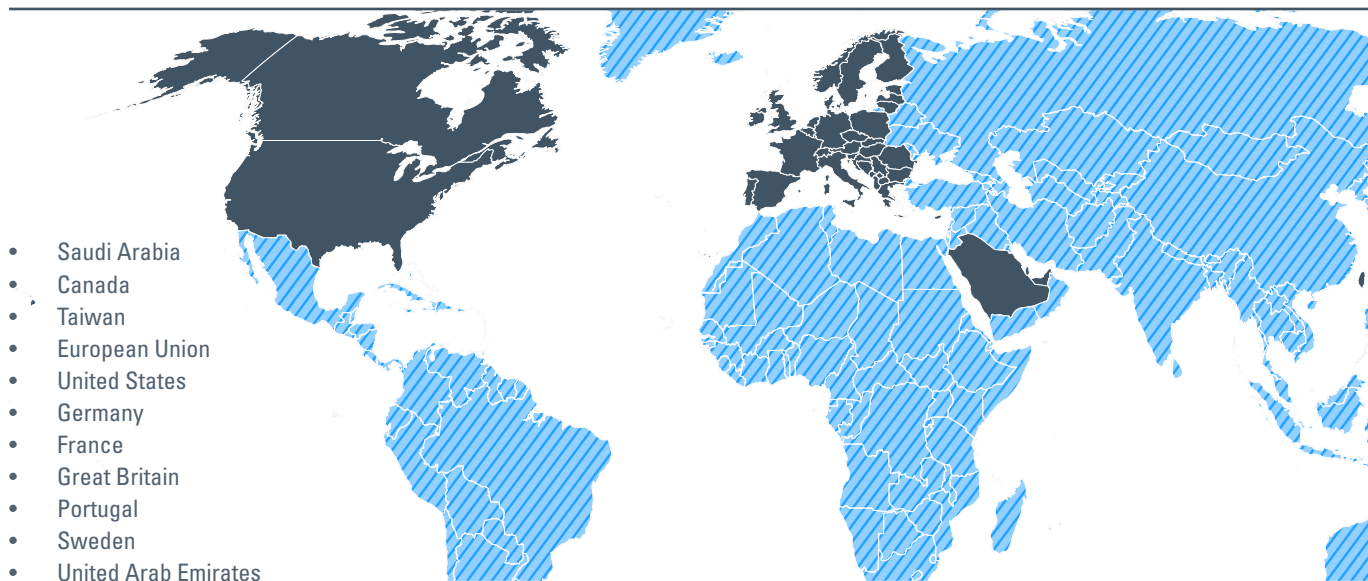 • Saudi Arabia
• Canada
• Taiwan
• European Union
• United States
• Germany
• France
• Great Britain
• Portugal
• Sweden
• United Arab Emirates